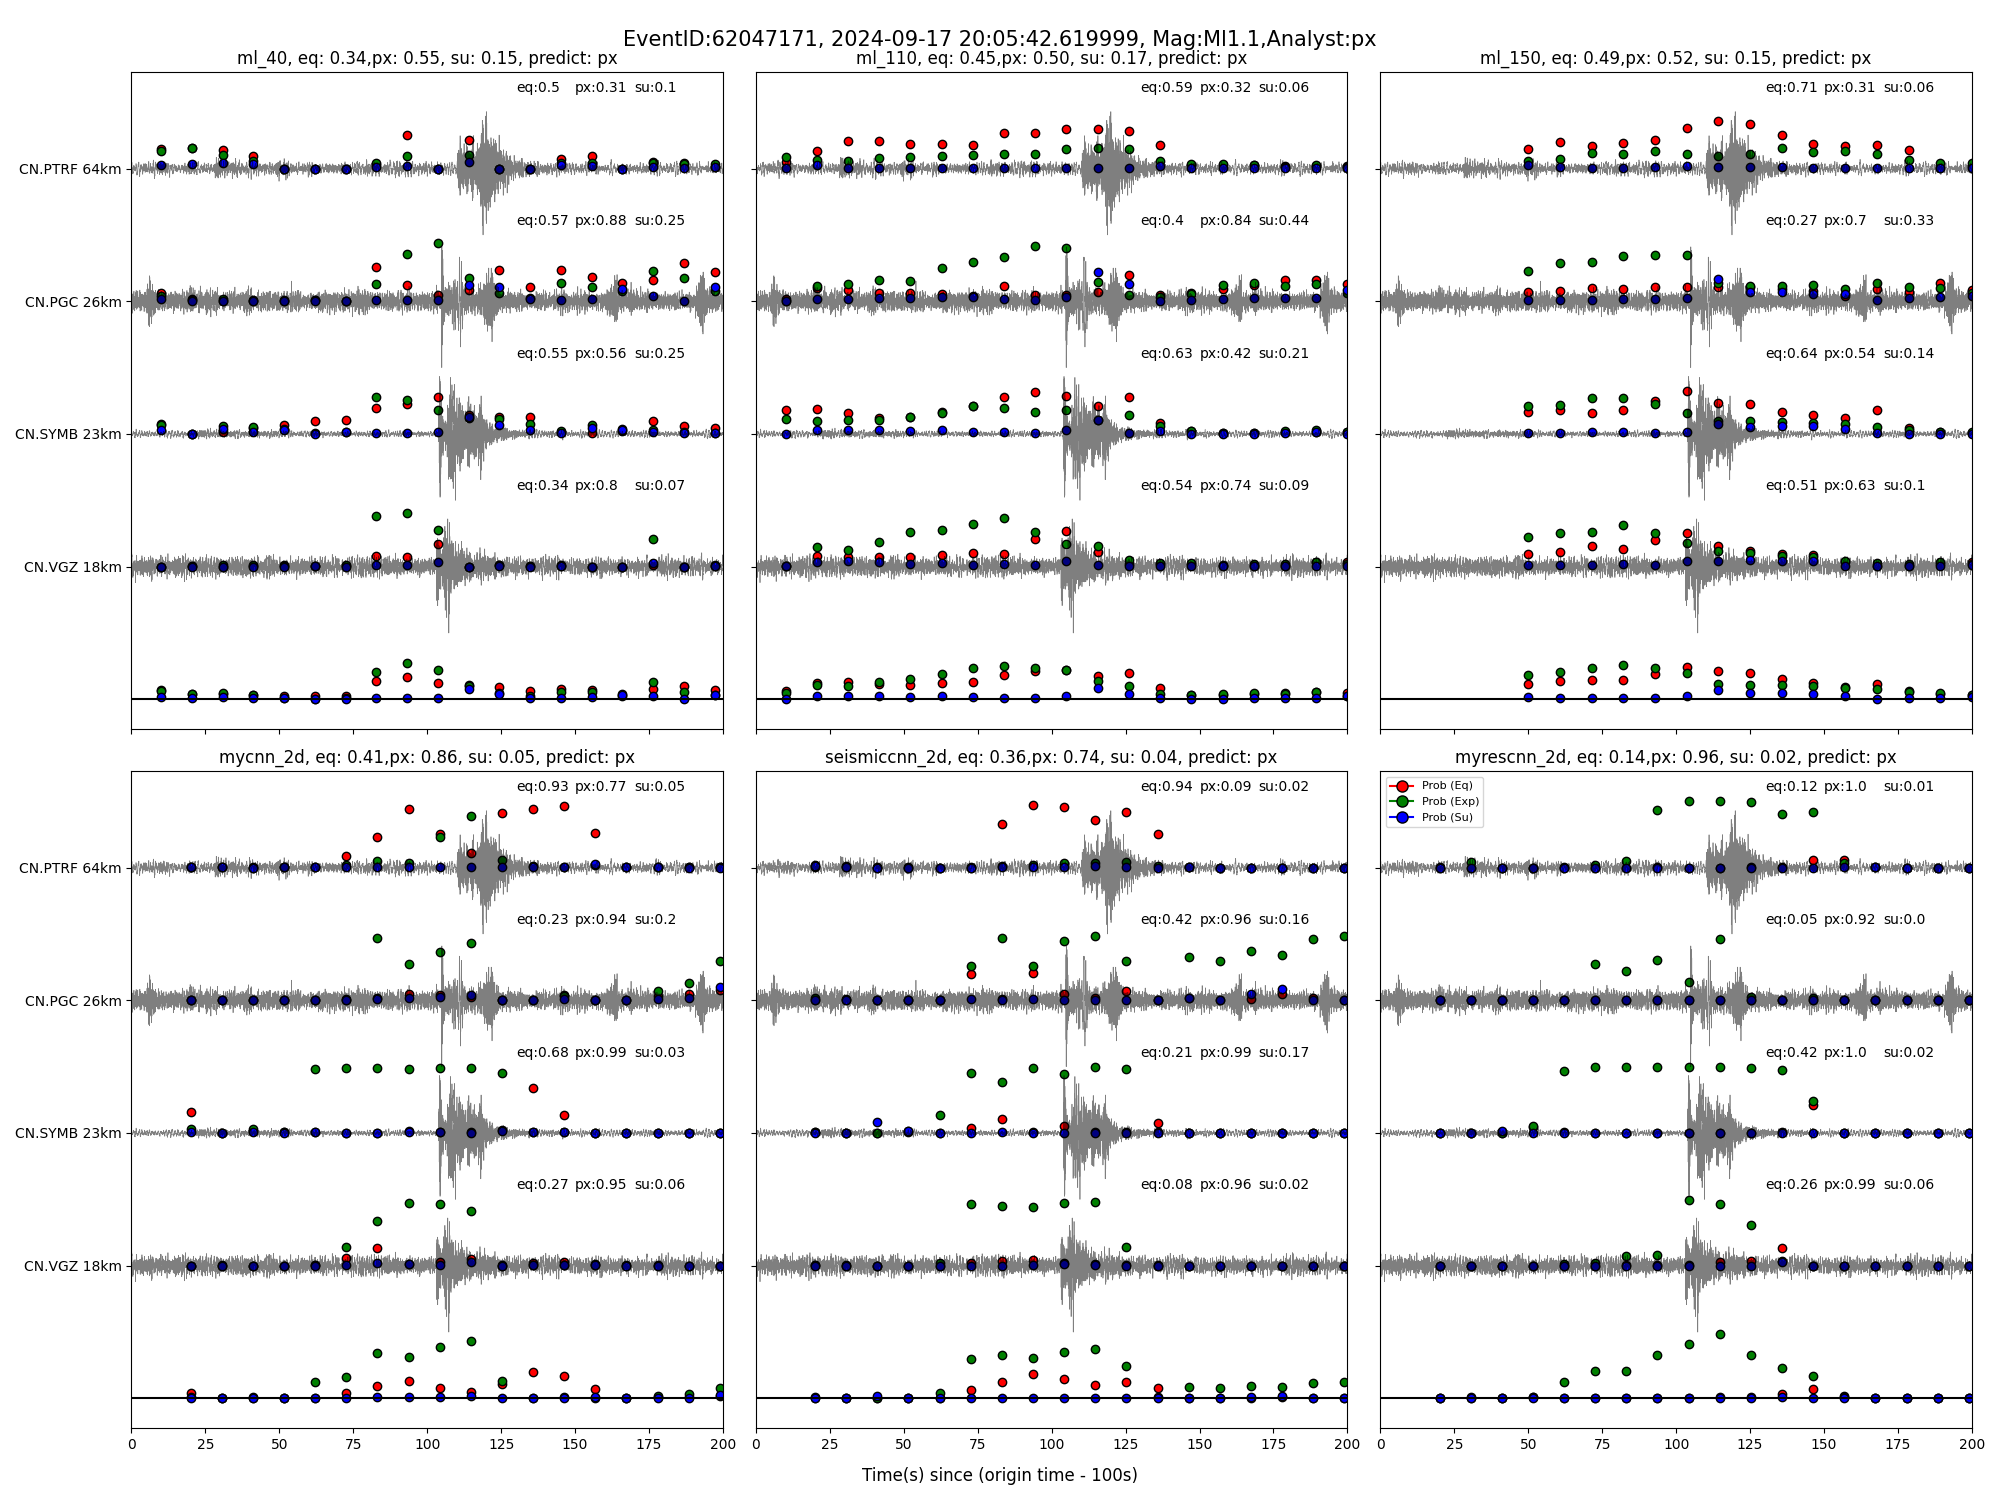 EventID:62047171, 2024-09-17 20:05:42.619999, Mag:Ml1.1,Analyst:px
ml_40, eq: 0.34,px: 0.55, su: 0.15, predict: px
ml_110, eq: 0.45,px: 0.50, su: 0.17, predict: px
ml_150, eq: 0.49,px: 0.52, su: 0.15, predict: px
eq:0.5 px:0.31 su:0.1
eq:0.59 px:0.32 su:0.06
eq:0.71 px:0.31 su:0.06
CN.PTRF 64km
eq:0.57 px:0.88 su:0.25
eq:0.4 px:0.84 su:0.44
eq:0.27 px:0.7 su:0.33
CN.PGC 26km
eq:0.55 px:0.56 su:0.25
eq:0.63 px:0.42 su:0.21
eq:0.64 px:0.54 su:0.14
CN.SYMB 23km
eq:0.34 px:0.8 su:0.07
eq:0.54 px:0.74 su:0.09
eq:0.51 px:0.63 su:0.1
CN.VGZ 18km
mycnn_2d, eq: 0.41,px: 0.86, su: 0.05, predict: px
seismiccnn_2d, eq: 0.36,px: 0.74, su: 0.04, predict: px
myrescnn_2d, eq: 0.14,px: 0.96, su: 0.02, predict: px
eq:0.93 px:0.77 su:0.05
eq:0.94 px:0.09 su:0.02
eq:0.12 px:1.0 su:0.01
Prob (Eq)
Prob (Exp)
Prob (Su)
CN.PTRF 64km
eq:0.23 px:0.94 su:0.2
eq:0.42 px:0.96 su:0.16
eq:0.05 px:0.92 su:0.0
CN.PGC 26km
eq:0.68 px:0.99 su:0.03
eq:0.21 px:0.99 su:0.17
eq:0.42 px:1.0 su:0.02
CN.SYMB 23km
eq:0.27 px:0.95 su:0.06
eq:0.08 px:0.96 su:0.02
eq:0.26 px:0.99 su:0.06
CN.VGZ 18km
0 25 50 75 100 125 150 175 200
0 25 50 75 100 125 150 175 200
0 25 50 75 100 125 150 175 200
Time(s) since (origin time - 100s)